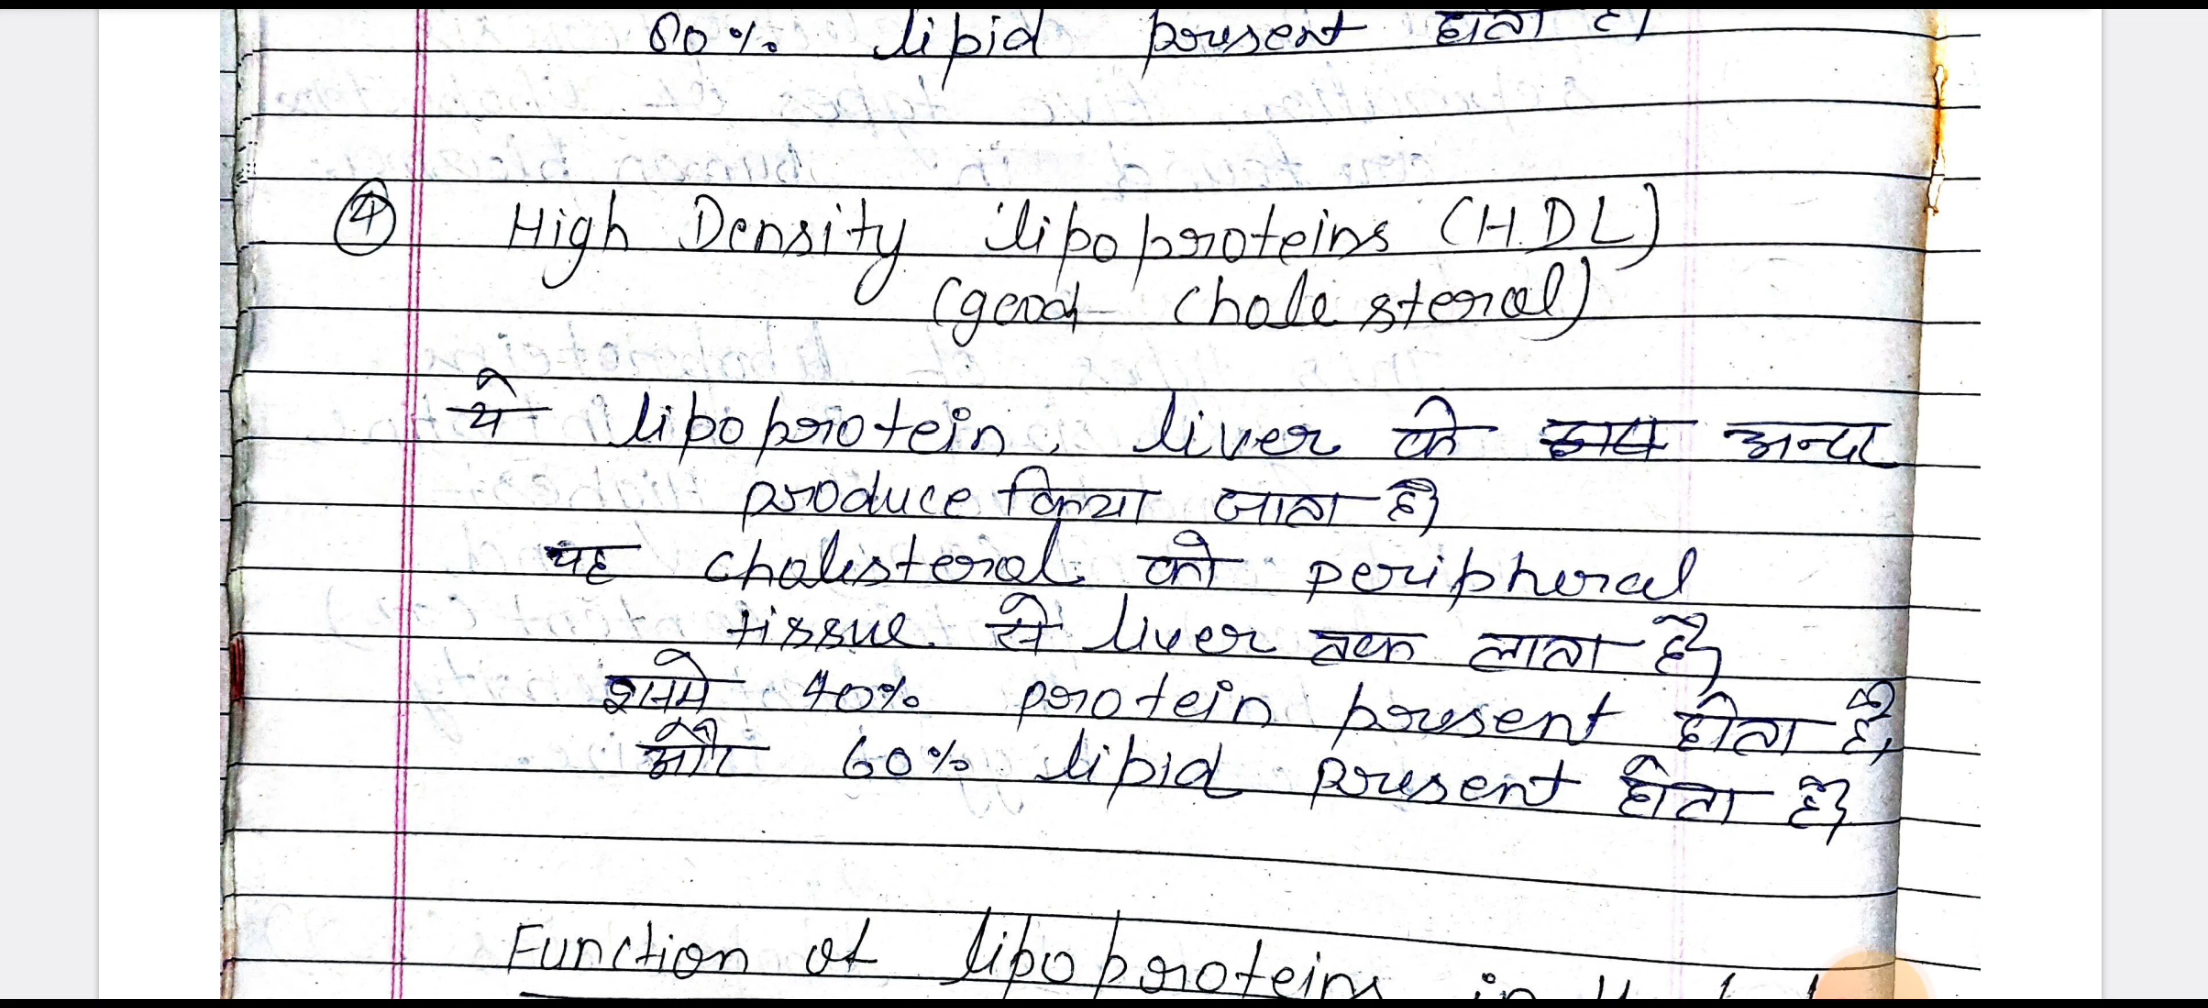 80% lipid present होता है।
④ High Density lipoproteins (H.D.L)
(good cholesterol)
ये lipoprotein, liver के अन्दर
produce किया जाता है।
यह cholesterol को peripheral
tissue से liver तक लाता है।
इसमे 40% protein present होता है,
और 60% lipid present होता है।
Function of lipoproteins in